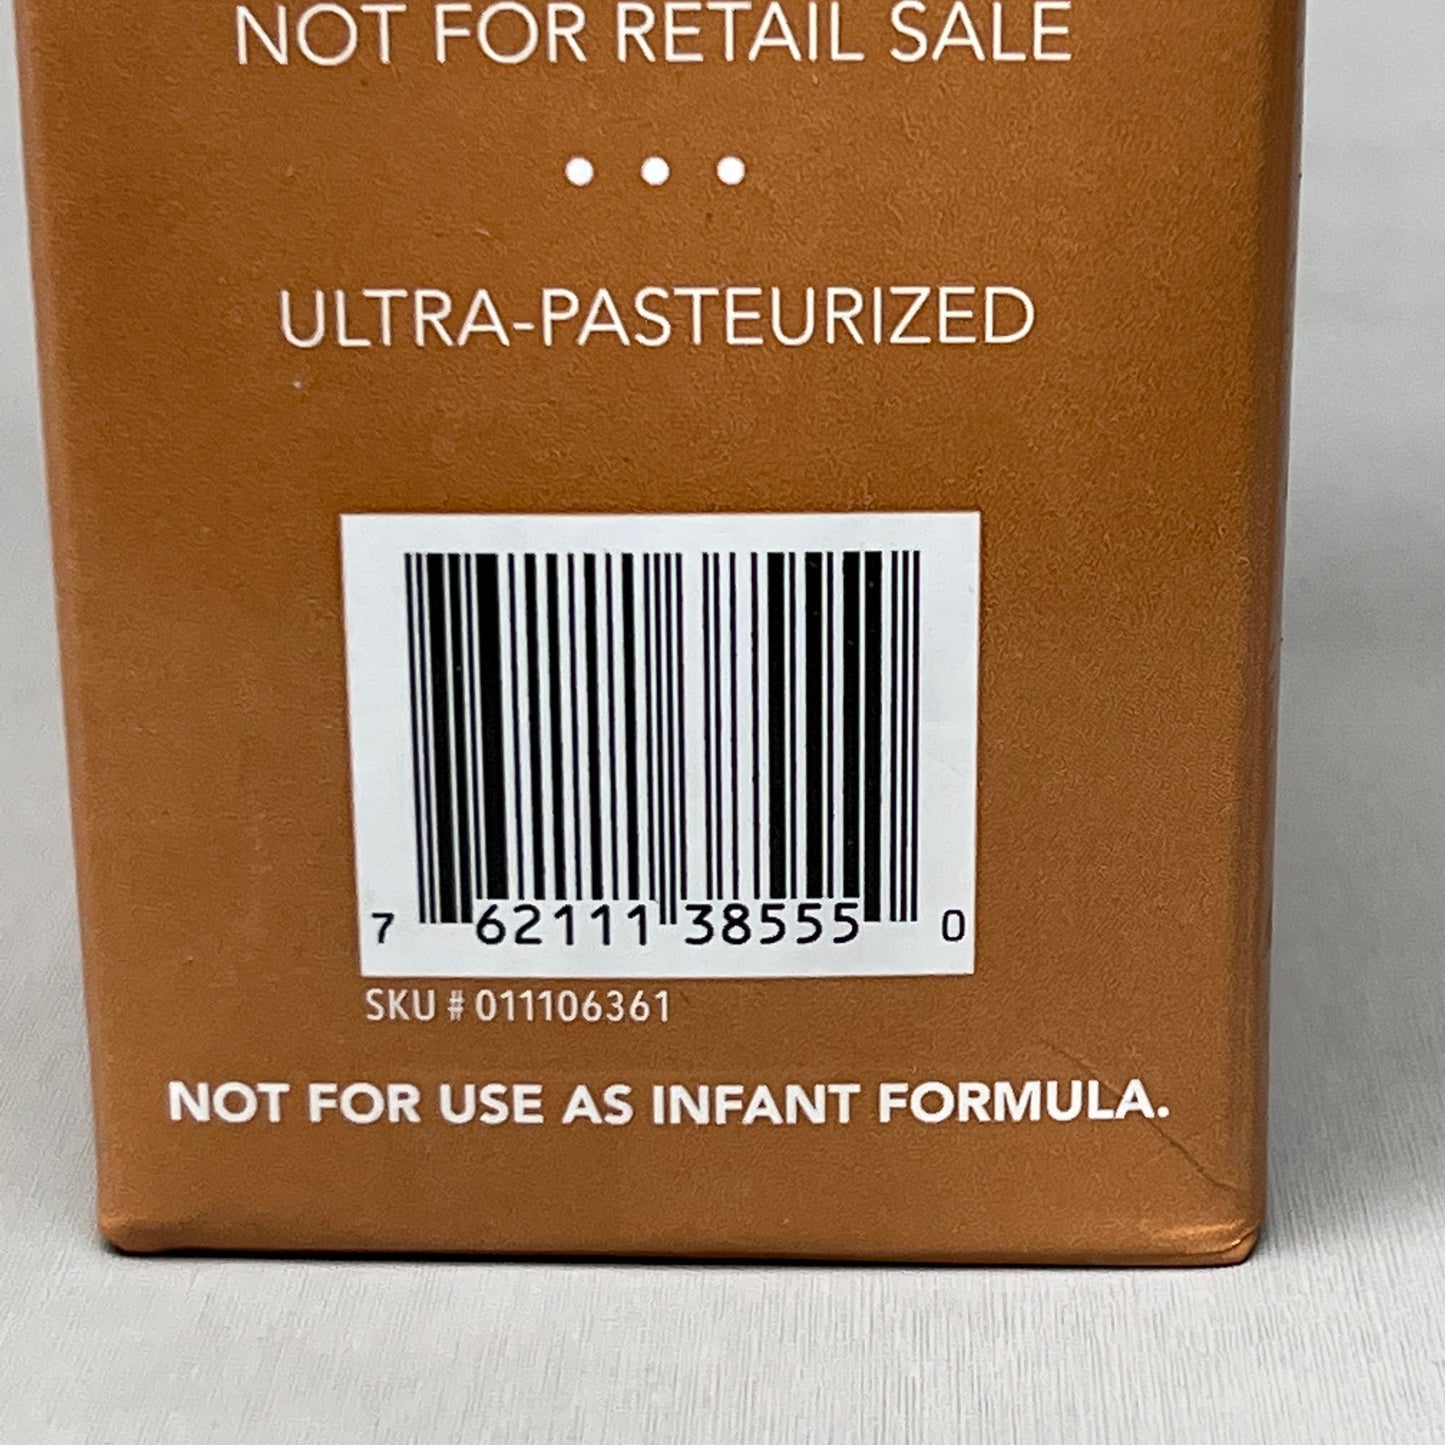 NOT FOR RETAIL SALE
ULTRA-PASTEURIZED
7 62111 38555 0
SKU # 011106361
NOT FOR USE AS INFANT FORMULA.